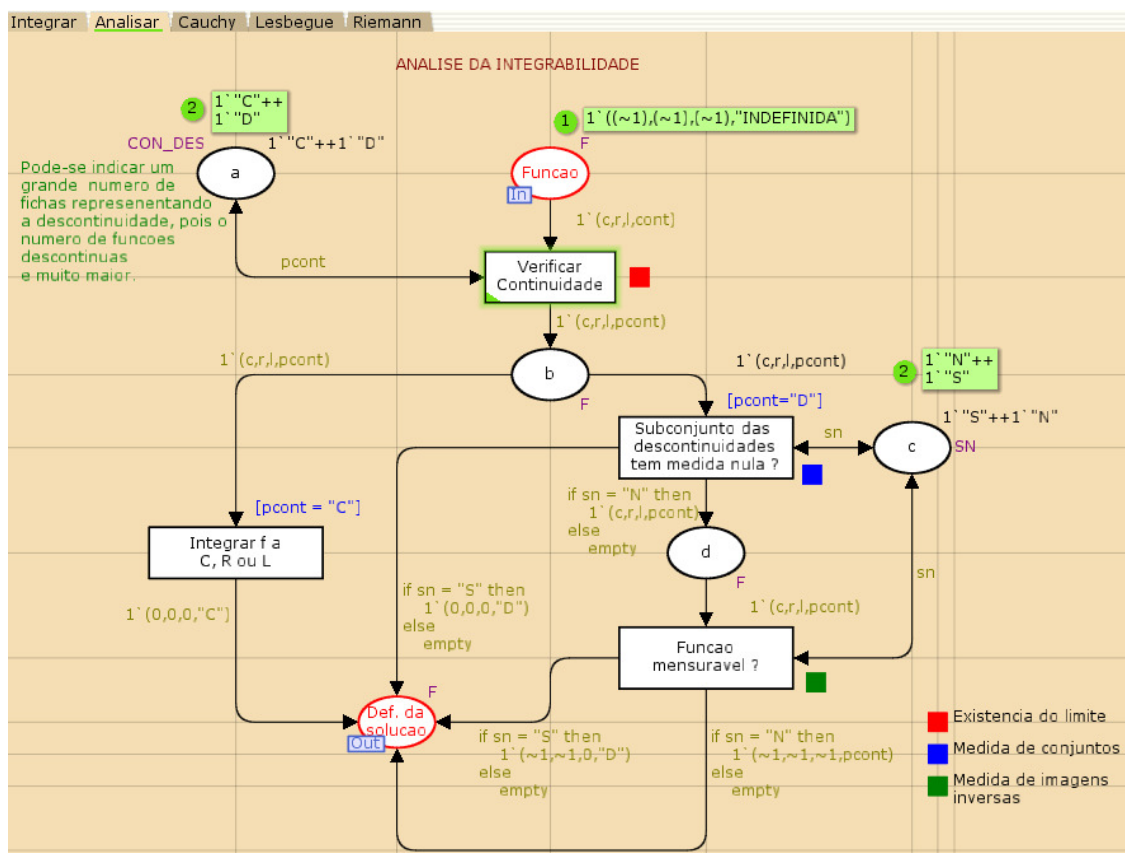 Integrar Analisar Cauchy Lesbegue Riemann
ANALISE DA INTEGRABILIDADE
2
1`"C"++
1`"D"
1
1`((~1),(~1),(~1),"INDEFINIDA")
CON_DES
1`"C"++1`"D"
F
a
Funcao
In
Pode-se indicar um
grande numero de
fichas represenentando
a descontinuidade, pois o
numero de funcoes
descontinuas
e muito maior.
1`(c,r,l,cont)
pcont
Verificar
Continuidade
1`(c,r,l,pcont)
1`(c,r,l,pcont)
1`(c,r,l,pcont)
2
1`"N"++
1`"S"
b
F
[pcont="D"]
1`"S"++1`"N"
Subconjunto das
descontinuidades
tem medida nula ?
sn
c
SN
if sn = "N" then
1`(c,r,l,pcont)
else
empty
[pcont = "C"]
Integrar f a
C, R ou L
d
F
sn
if sn = "S" then
1`(0,0,0,"D")
else
empty
1`(0,0,0,"C")
1`(c,r,l,pcont)
Funcao
mensuravel ?
F
Def. da
solucao
Out
if sn = "S" then
1`(~1,~1,0,"D")
else
empty
if sn = "N" then
1`(~1,~1,~1,pcont)
else
empty
Existencia do limite
Medida de conjuntos
Medida de imagens
inversas